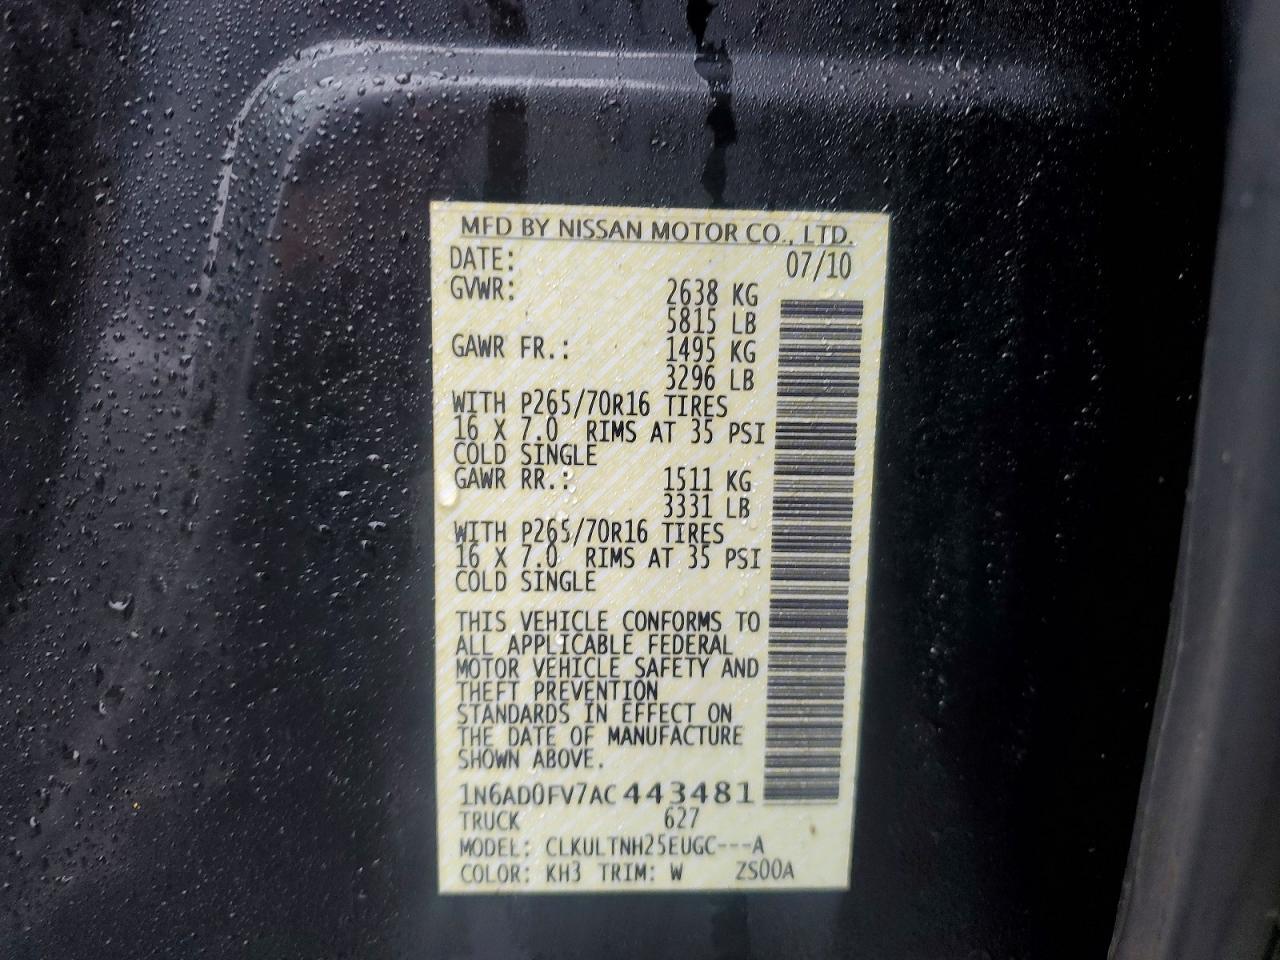 MFD BY NISSAN MOTOR CO., LTD.
DATE: 07/10
GVWR: 2638 KG
5815 LB
GAWR FR.: 1495 KG
3296 LB
WITH P265/70R16 TIRES
16 X 7.0 RIMS AT 35 PSI
COLD SINGLE
GAWR RR.: 1511 KG
3331 LB
WITH P265/70R16 TIRES
16 X 7.0 RIMS AT 35 PSI
COLD SINGLE
THIS VEHICLE CONFORMS TO
ALL APPLICABLE FEDERAL
MOTOR VEHICLE SAFETY AND
THEFT PREVENTION
STANDARDS IN EFFECT ON
THE DATE OF MANUFACTURE
SHOWN ABOVE.
1N6AD0FV7AC443481
TRUCK 627
MODEL: CLKULTNH25EUGC---A
COLOR: KH3 TRIM: W ZS00A